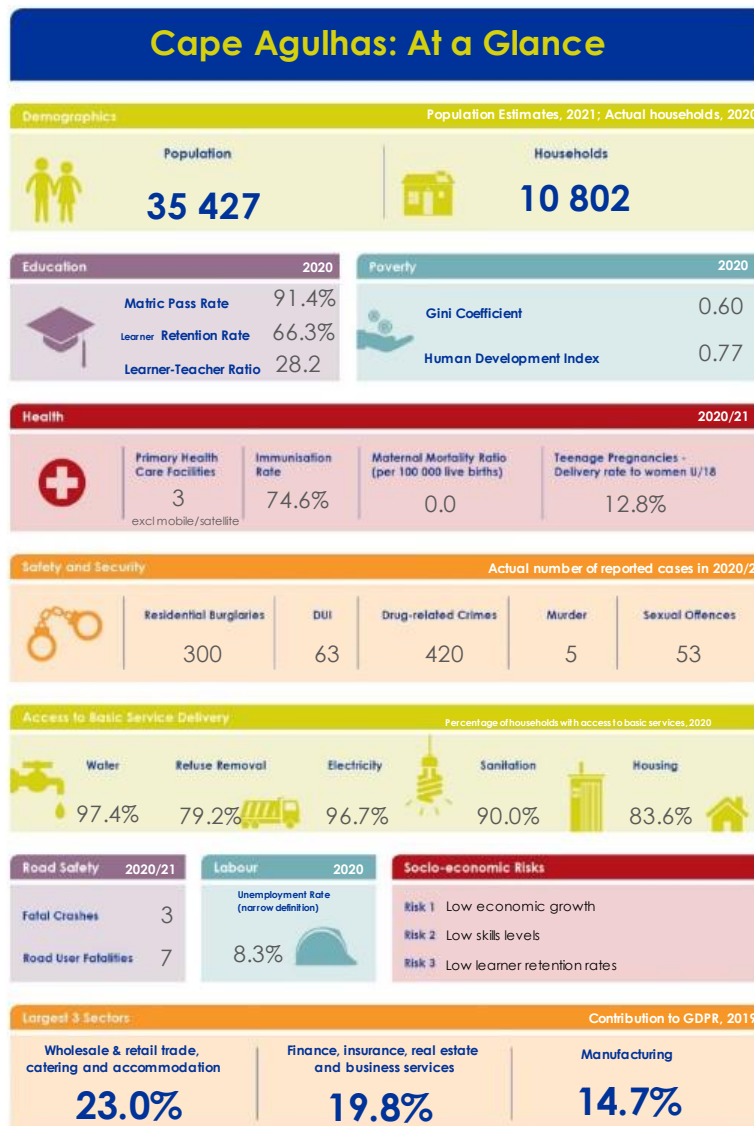 Cape Agulhas: At a Glance
Demographics
Population Estimates, 2021; Actual households, 2020
Population
Households
35 427
10 802
Education 2020
Matric Pass Rate 91.4%
Learner Retention Rate 66.3%
Learner-Teacher Ratio 28.2
Poverty 2020
Gini Coefficient 0.60
Human Development Index 0.77
Health 2020/21
Primary Health
Care Facilities
3
excl mobile/satellite
Immunisation
Rate
74.6%
Maternal Mortality Ratio
(per 100 000 live births)
0.0
Teenage Pregnancies -
Delivery rate to women U/18
12.8%
Safety and Security
Actual number of reported cases in 2020/2
Residential Burglaries
300
DUI
63
Drug-related Crimes
420
Murder
5
Sexual Offences
53
Access to Basic Service Delivery
Percentage of households with access to basic services, 2020
Water
97.4%
Refuse Removal
79.2%
Electricity
96.7%
Sanitation
90.0%
Housing
83.6%
Road Safety 2020/21
Fatal Crashes 3
Road User Fatalities 7
Labour 2020
Unemployment Rate
(narrow definition)
8.3%
Socio-economic Risks
Risk 1 Low economic growth
Risk 2 Low skills levels
Risk 3 Low learner retention rates
Largest 3 Sectors
Contribution to GDPR, 2019
Wholesale & retail trade,
catering and accommodation
23.0%
Finance, insurance, real estate
and business services
19.8%
Manufacturing
14.7%